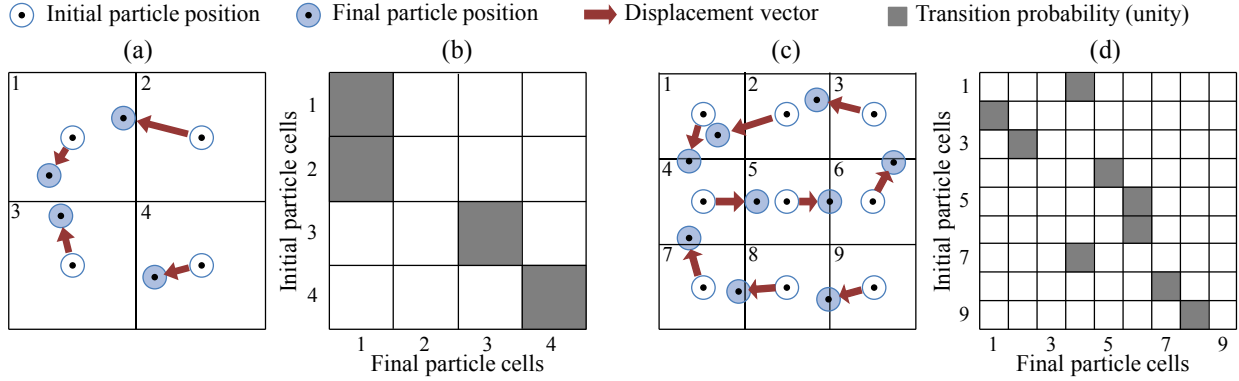 Initial particle position Final particle position Displacement vector Transition probability (unity)
(a) (b) (c) (d)
1 2
3 4
Initial particle cells
1
2
3
4
1 2 3 4
Final particle cells
1 2 3
4 5 6
7 8 9
Initial particle cells
1
3
5
7
9
1 3 5 7 9
Final particle cells